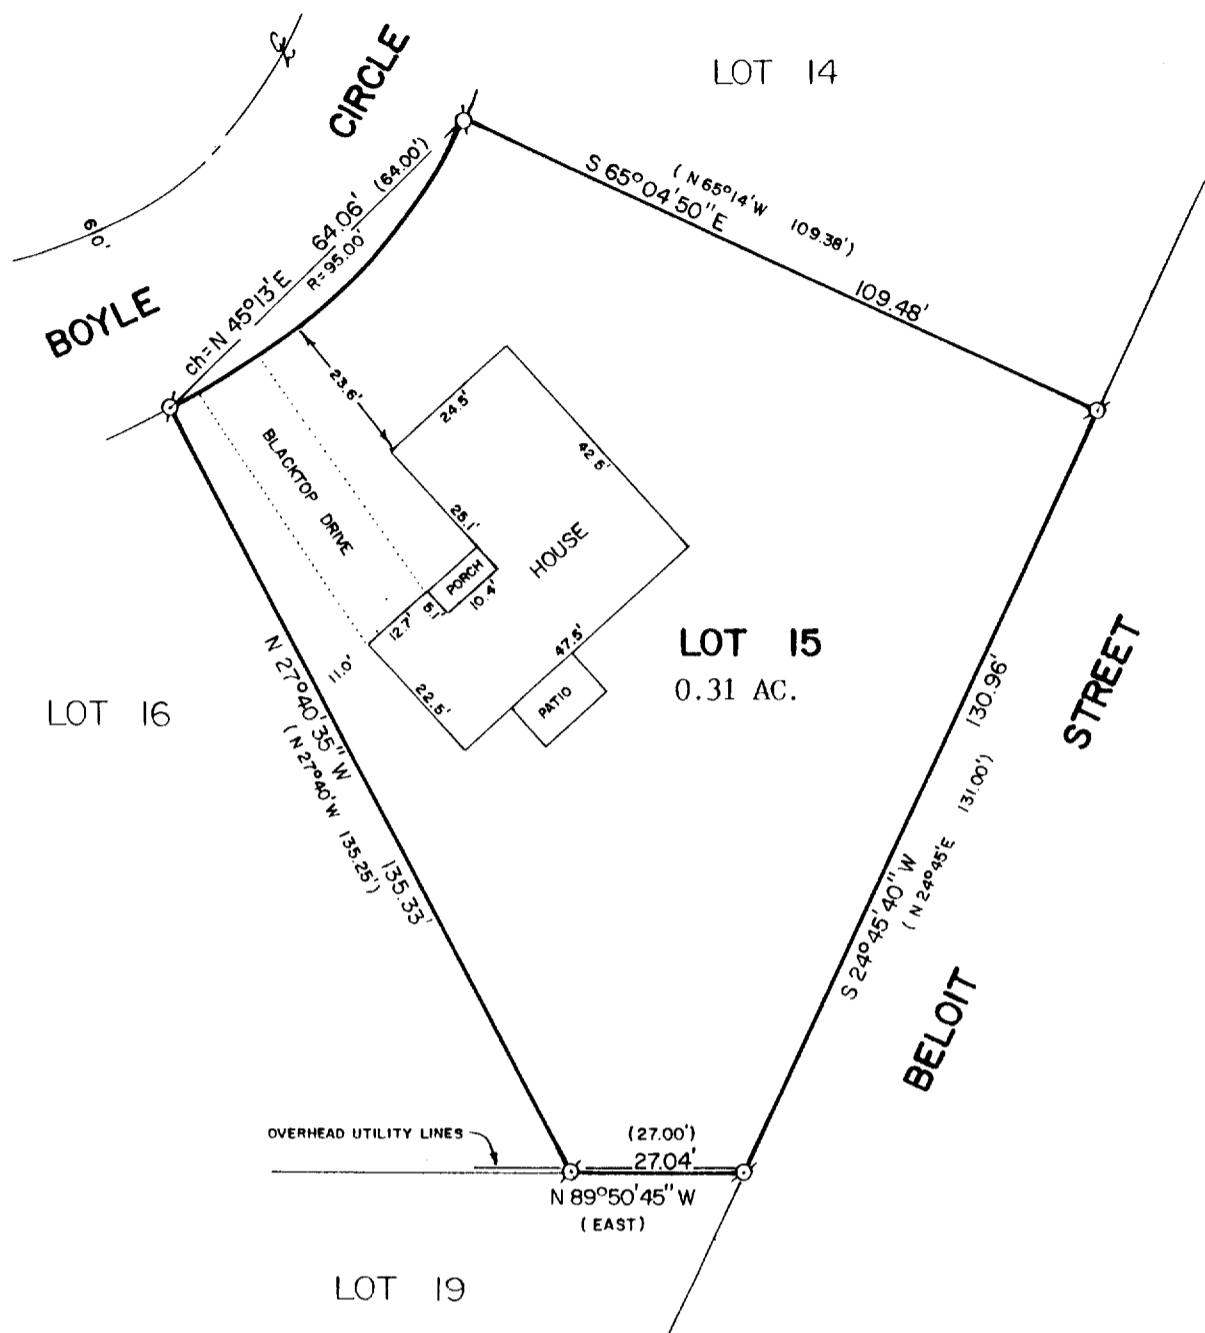 ℄
CIRCLE
LOT 14
60'
BOYLE
ch= N 45°13' E 64.06' (64.00')
R= 95.00'
( N 65°14'W 109.38')
S 65°04'50" E 109.48'
23.6'
24.5'
42.5'
BLACKTOP DRIVE
25.1'
HOUSE
PORCH
10.4'
5.1'
12.7'
11.0'
22.5'
47.5'
PATIO
LOT 15
0.31 AC.
LOT 16
N 27°40'35" W 135.33'
( N 27°40'W 135.25')
S 24°45'40" W 130.96'
( N 24°45'E 131.00')
BELOIT STREET
OVERHEAD UTILITY LINES
(27.00')
27.04'
N 89°50'45" W
( EAST)
LOT 19